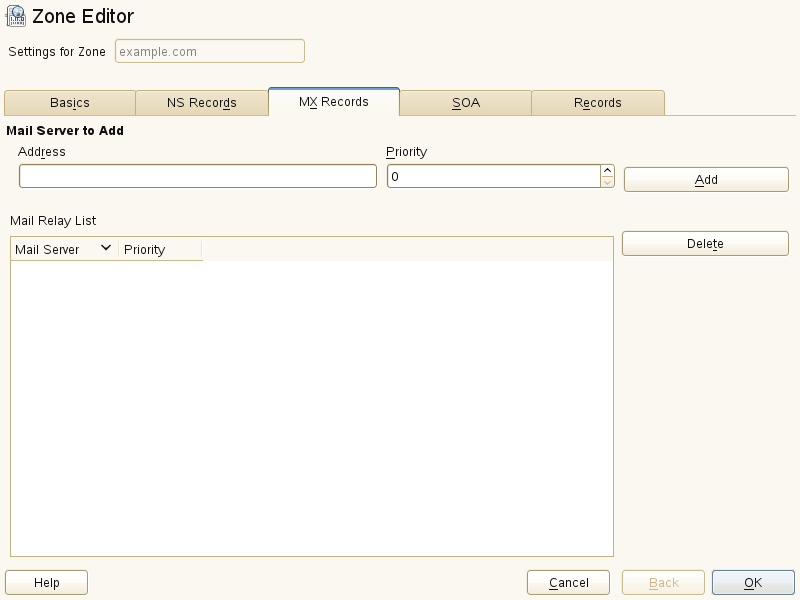 Zone Editor
Settings for Zone example.com
Basics NS Records MX Records SOA Records
Mail Server to Add
Address Priority
0 Add
Mail Relay List
Delete
Mail Server Priority
Help Cancel Back OK